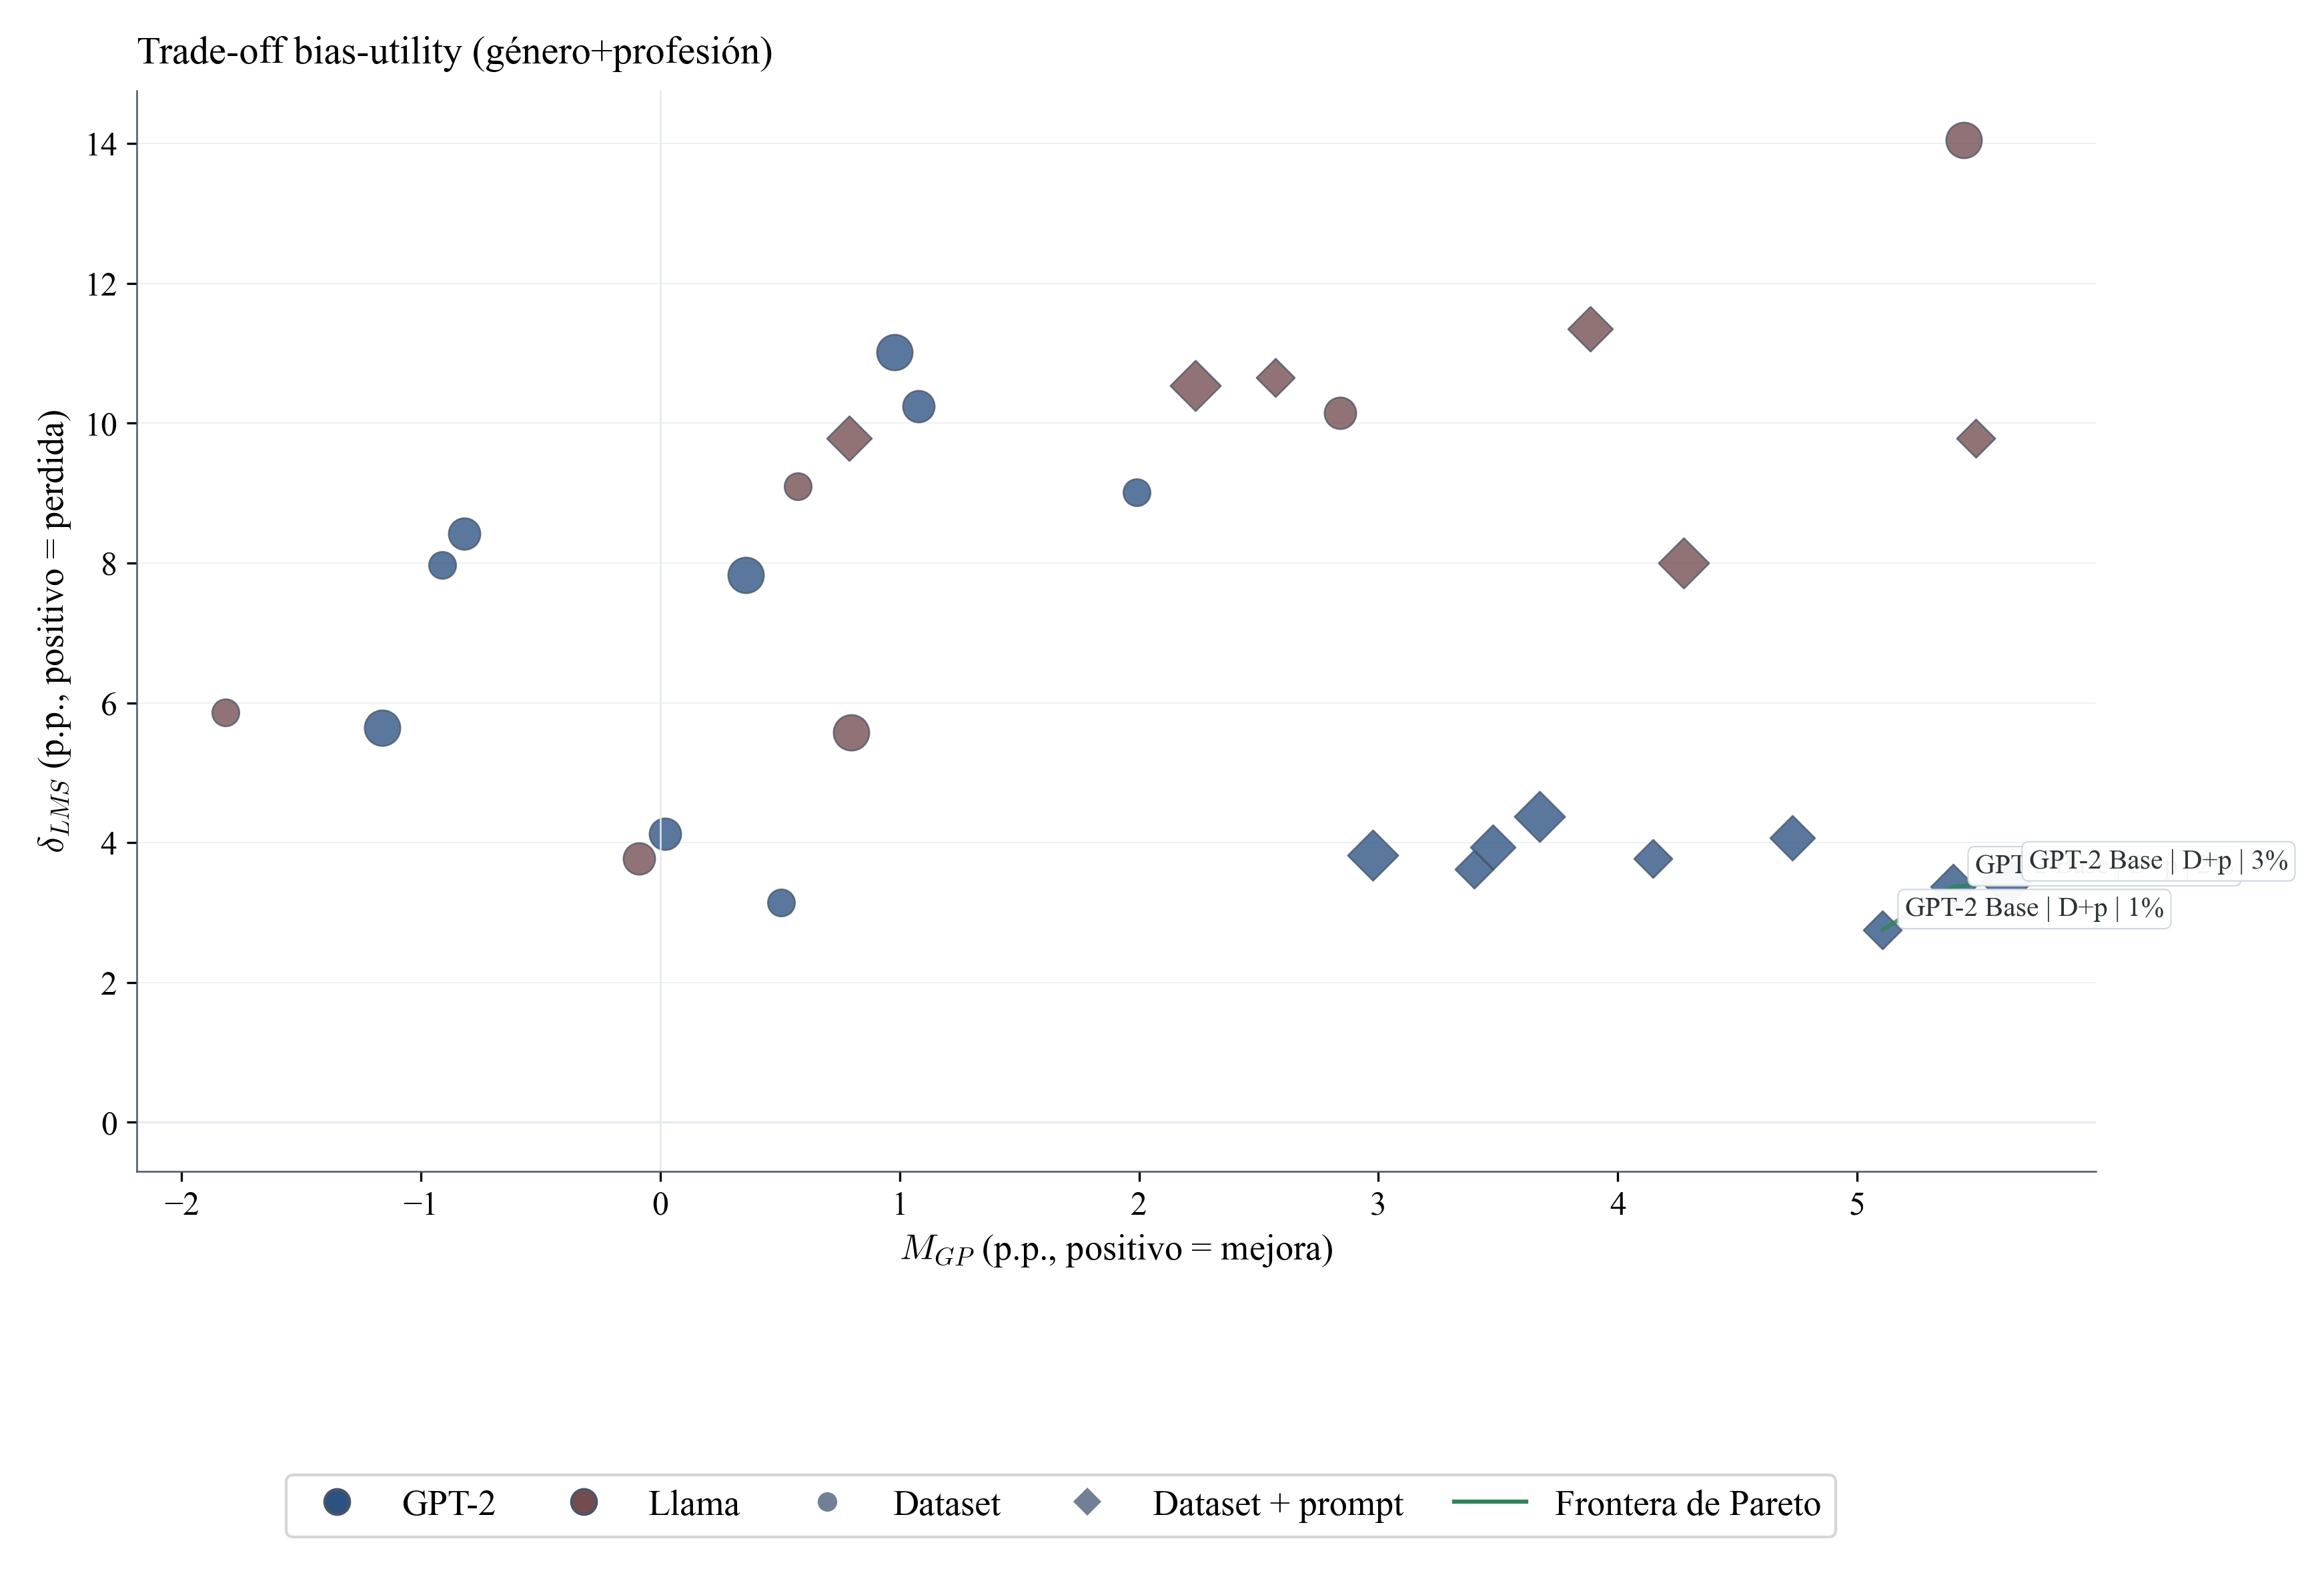 Trade-off bias-utility (género+profesión)
14
12
10
8
6
4
2
0
δLMS (p.p., positivo = perdida)
GPT
GPT-2 Base | D+p | 3%
GPT-2 Base | D+p | 1%
−2 −1 0 1 2 3 4 5
MGP (p.p., positivo = mejora)
GPT-2 Llama Dataset Dataset + prompt Frontera de Pareto